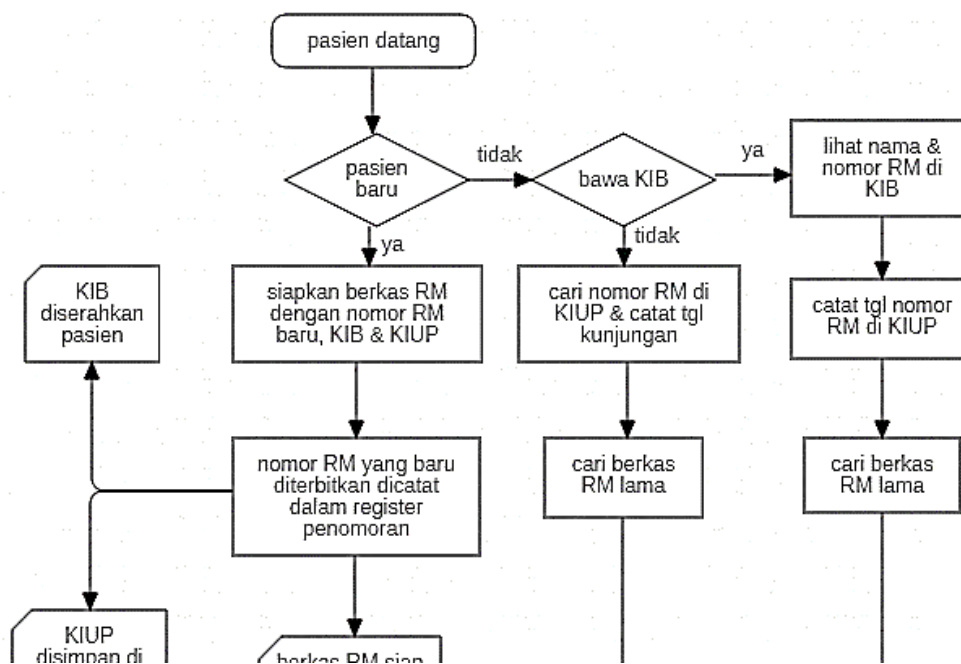 pasien datang
pasien
baru
tidak
bawa KIB
ya
lihat nama &
nomor RM di
KIB
ya
tidak
KIB
diserahkan
pasien
siapkan berkas RM
dengan nomor RM
baru, KIB & KIUP
cari nomor RM di
KIUP & catat tgl
kunjungan
catat tgl nomor
RM di KIUP
nomor RM yang baru
diterbitkan dicatat
dalam register
penomoran
cari berkas
RM lama
cari berkas
RM lama
KIUP
disimpan di
berkas RM siap